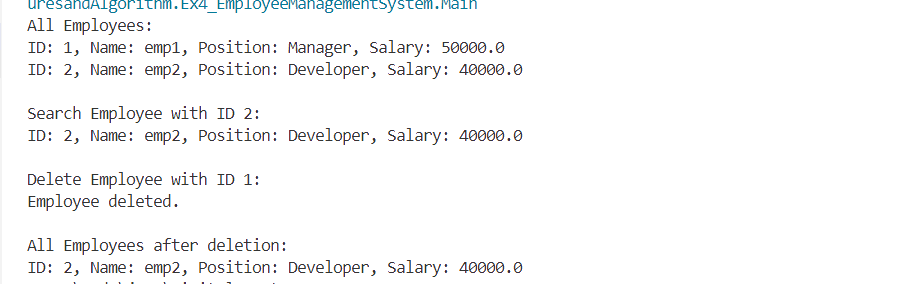 uresandAlgorithm.Ex4_EmployeeManagementSystem.Main
All Employees:
ID: 1, Name: emp1, Position: Manager, Salary: 50000.0
ID: 2, Name: emp2, Position: Developer, Salary: 40000.0
Search Employee with ID 2:
ID: 2, Name: emp2, Position: Developer, Salary: 40000.0
Delete Employee with ID 1:
Employee deleted.
All Employees after deletion:
ID: 2, Name: emp2, Position: Developer, Salary: 40000.0